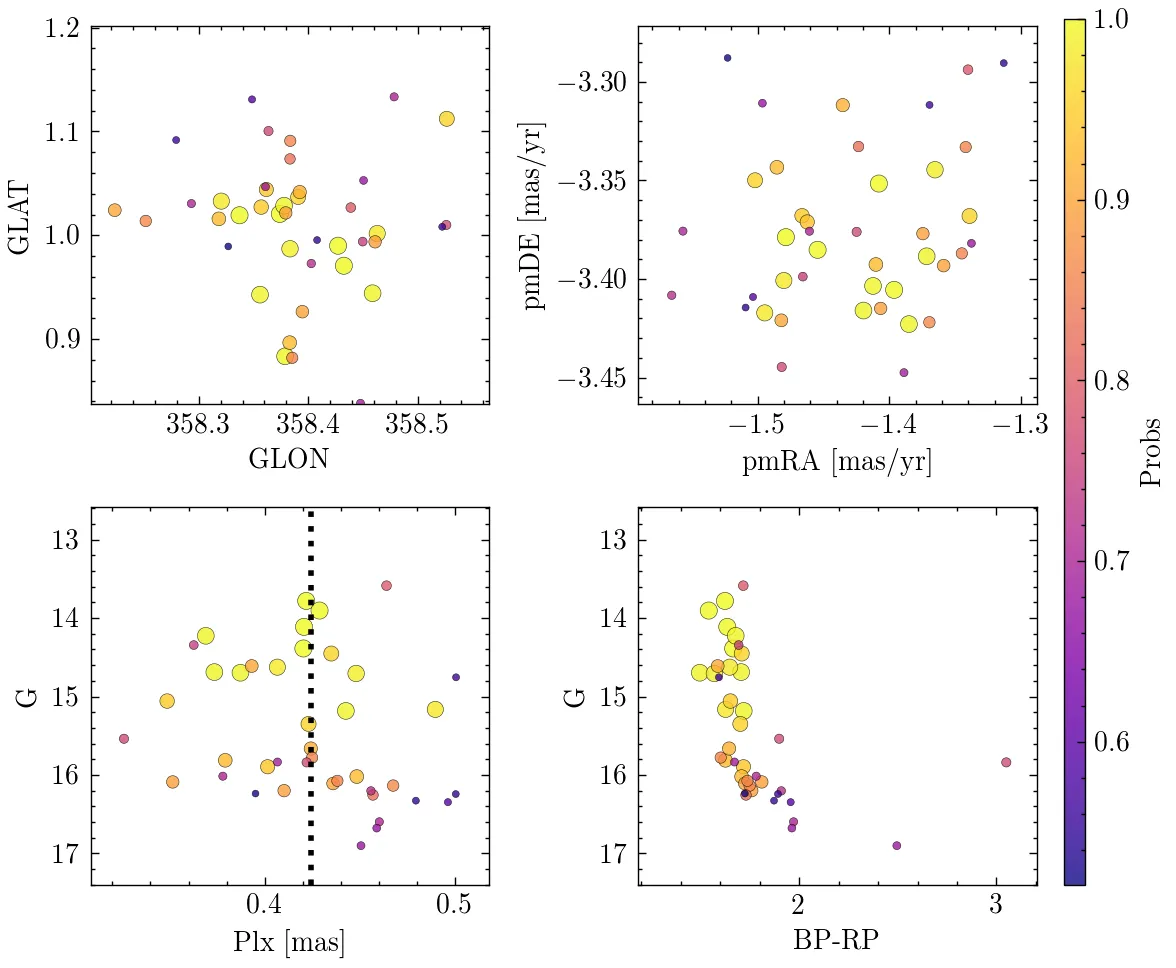 1.2
1.1
1.0
0.9
GLAT
358.3 358.4 358.5
GLON
−3.30
−3.35
−3.40
−3.45
pmDE [mas/yr]
−1.5 −1.4 −1.3
pmRA [mas/yr]
1.0
0.9
0.8
0.7
0.6
Probs
13
14
15
16
17
G
0.4 0.5
Plx [mas]
13
14
15
16
17
G
2 3
BP-RP